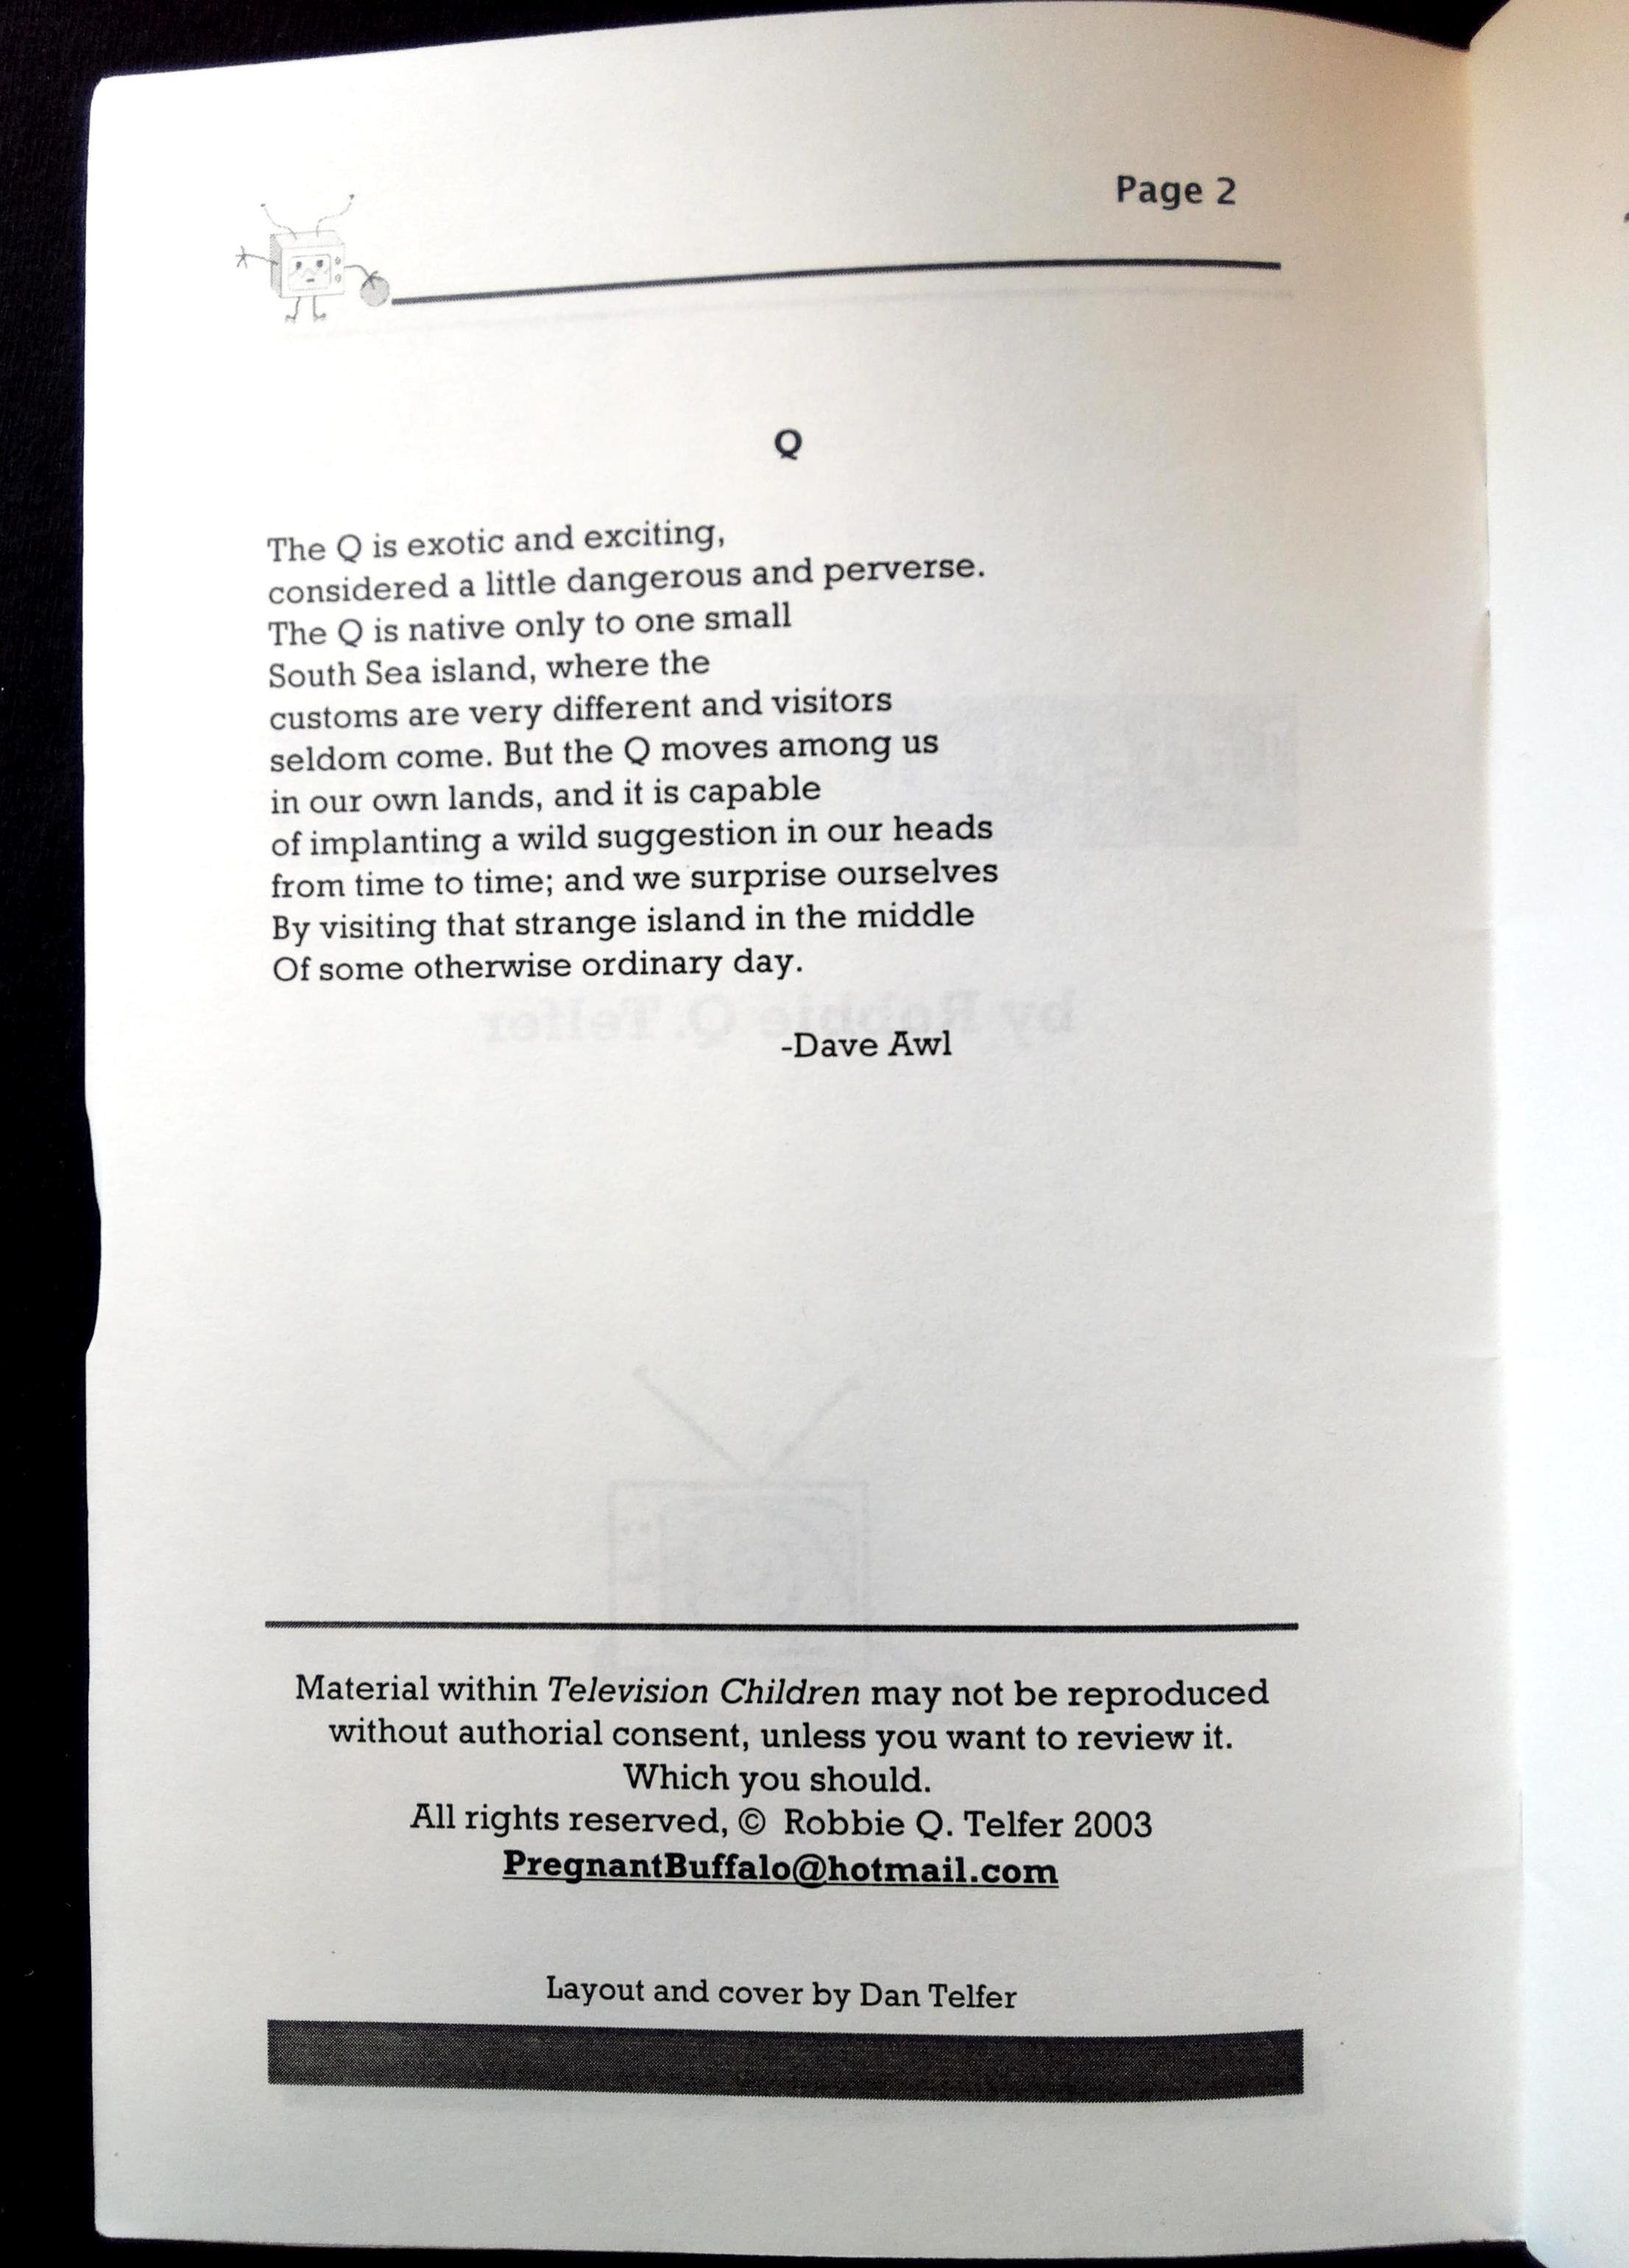 Page 2
Q
The Q is exotic and exciting,
considered a little dangerous and perverse.
The Q is native only to one small
South Sea island, where the
customs are very different and visitors
seldom come. But the Q moves among us
in our own lands, and it is capable
of implanting a wild suggestion in our heads
from time to time; and we surprise ourselves
By visiting that strange island in the middle
Of some otherwise ordinary day.
by Robbie Q. Telfer
-Dave Awl
Material within Television Children may not be reproduced
without authorial consent, unless you want to review it.
Which you should.
All rights reserved, © Robbie Q. Telfer 2003
PregnantBuffalo@hotmail.com
Layout and cover by Dan Telfer